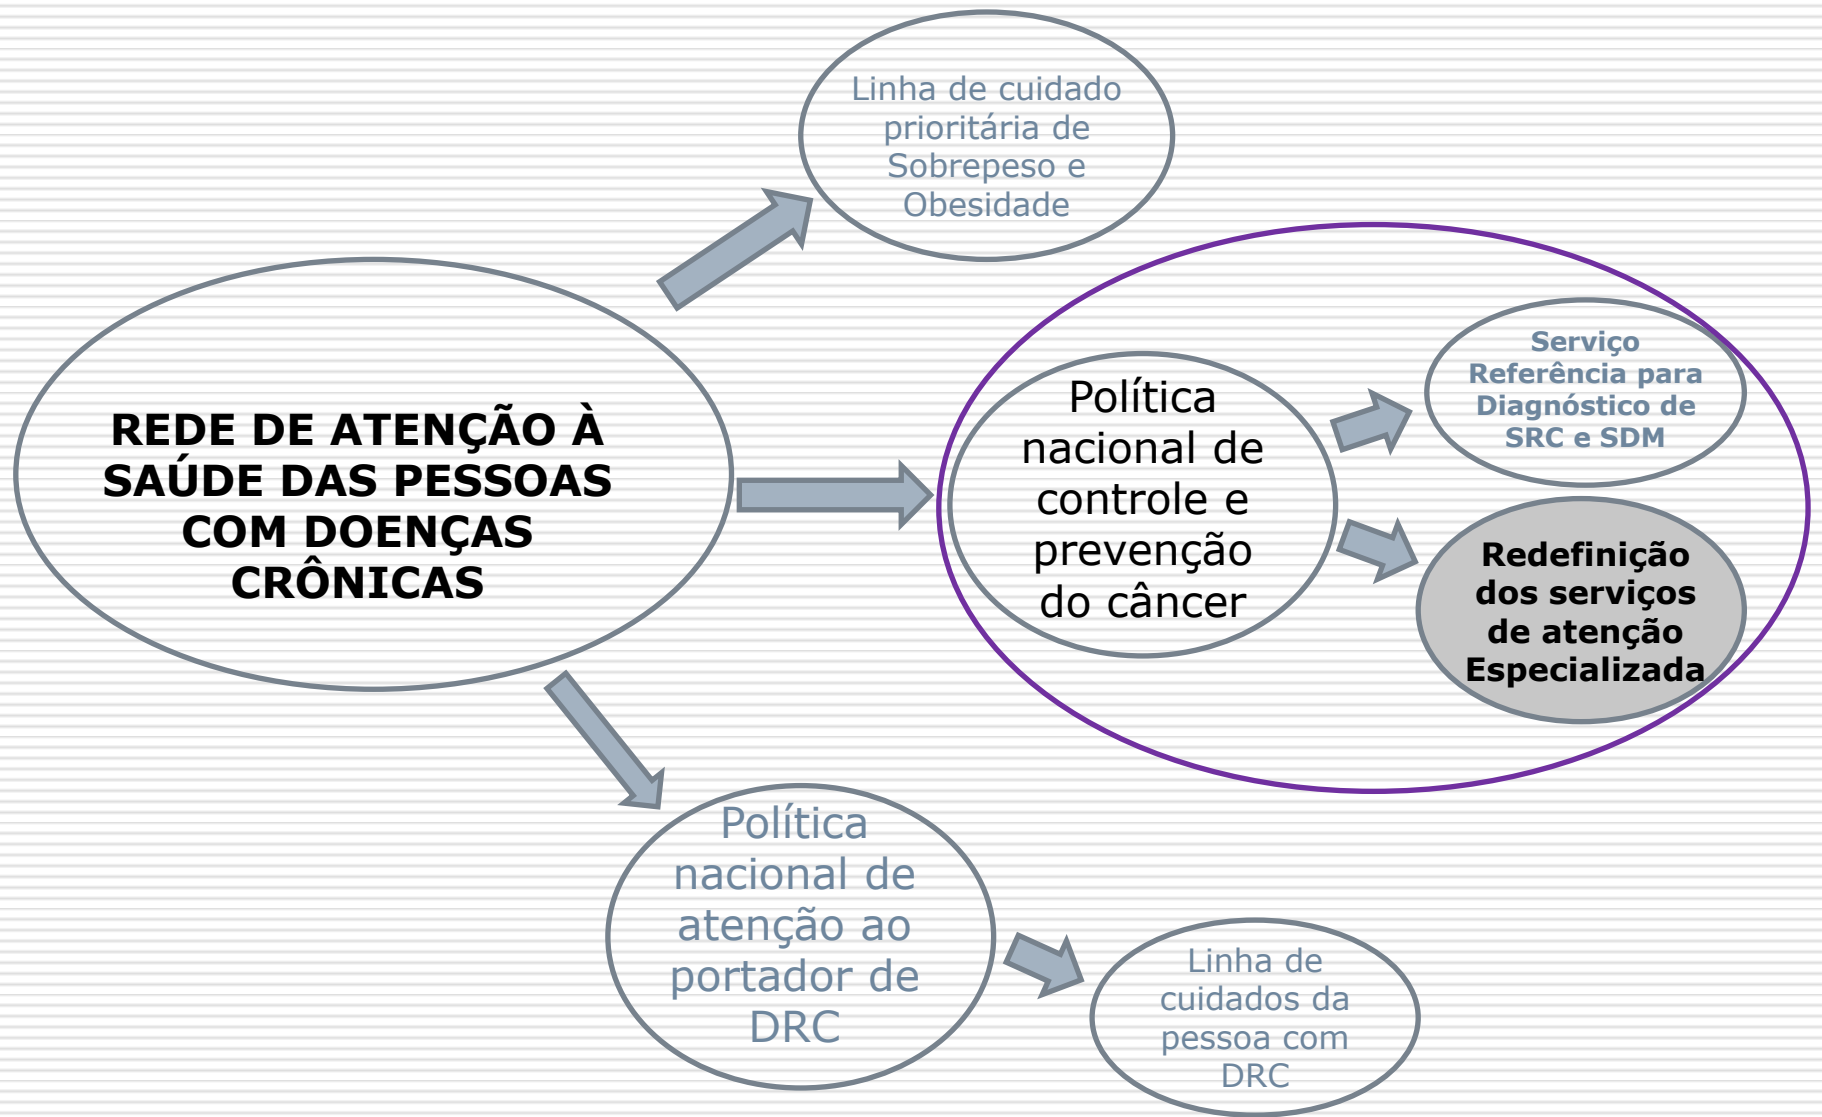 Linha de cuidado
prioritária de
Sobrepeso e
Obesidade
REDE DE ATENÇÃO À
SAÚDE DAS PESSOAS
COM DOENÇAS
CRÔNICAS
Política
nacional de
controle e
prevenção
do câncer
Serviço
Referência para
Diagnóstico de
SRC e SDM
Redefinição
dos serviços
de atenção
Especializada
Política
nacional de
atenção ao
portador de
DRC
Linha de
cuidados da
pessoa com
DRC